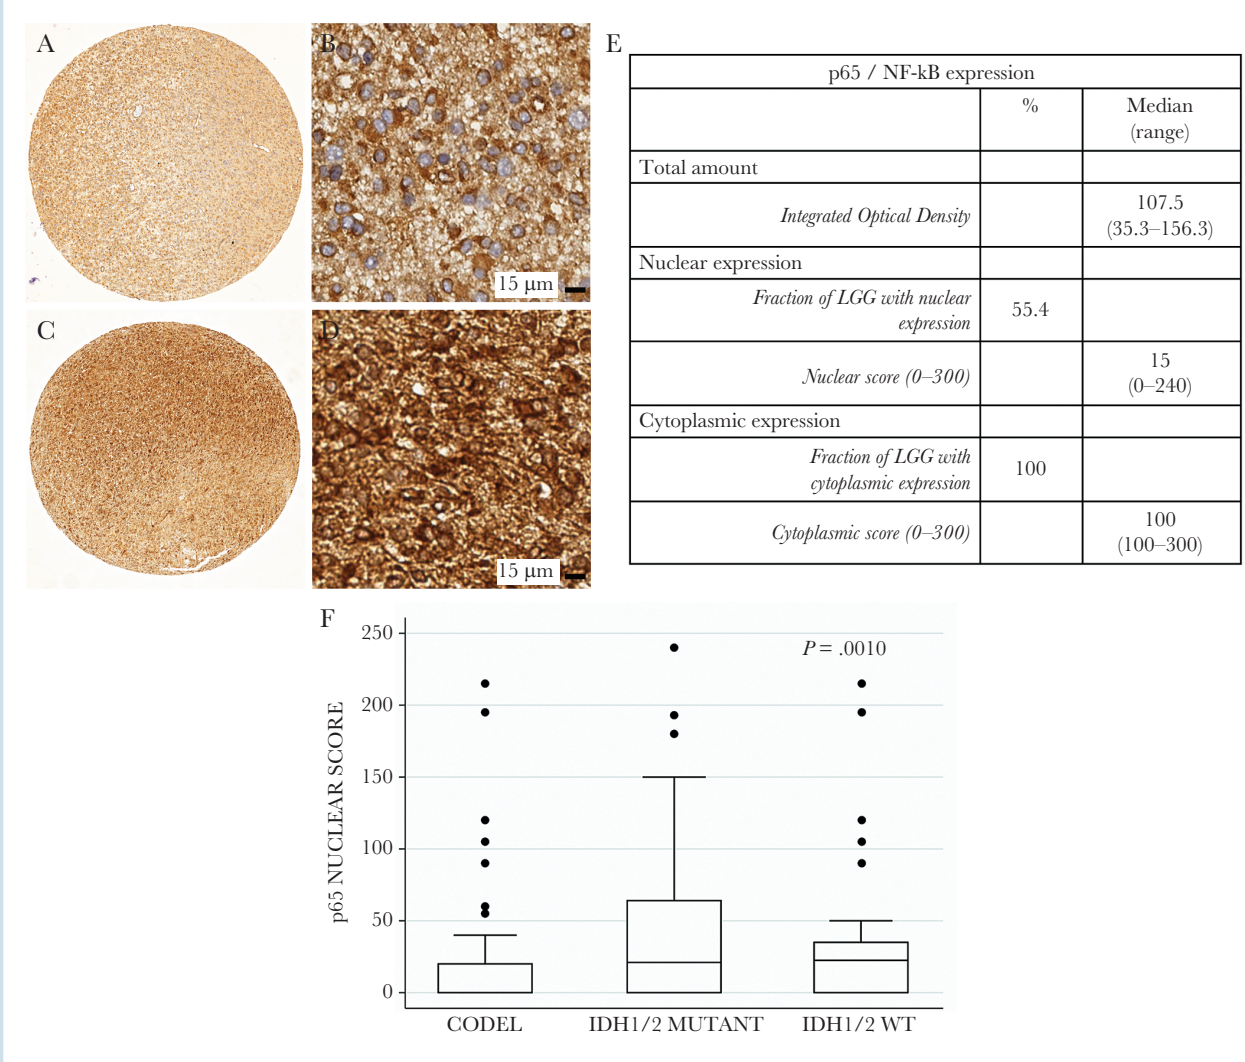 A
B
15 μm
C
D
15 μm
E
p65 / NF-kB expression
%
Median
(range)
Total amount
Integrated Optical Density
107.5
(35.3–156.3)
Nuclear expression
Fraction of LGG with nuclear
expression
55.4
Nuclear score (0–300)
15
(0–240)
Cytoplasmic expression
Fraction of LGG with
cytoplasmic expression
100
Cytoplasmic score (0–300)
100
(100–300)
F
P = .0010
p65 NUCLEAR SCORE
250
200
150
100
50
0
CODEL
IDH1/2 MUTANT
IDH1/2 WT